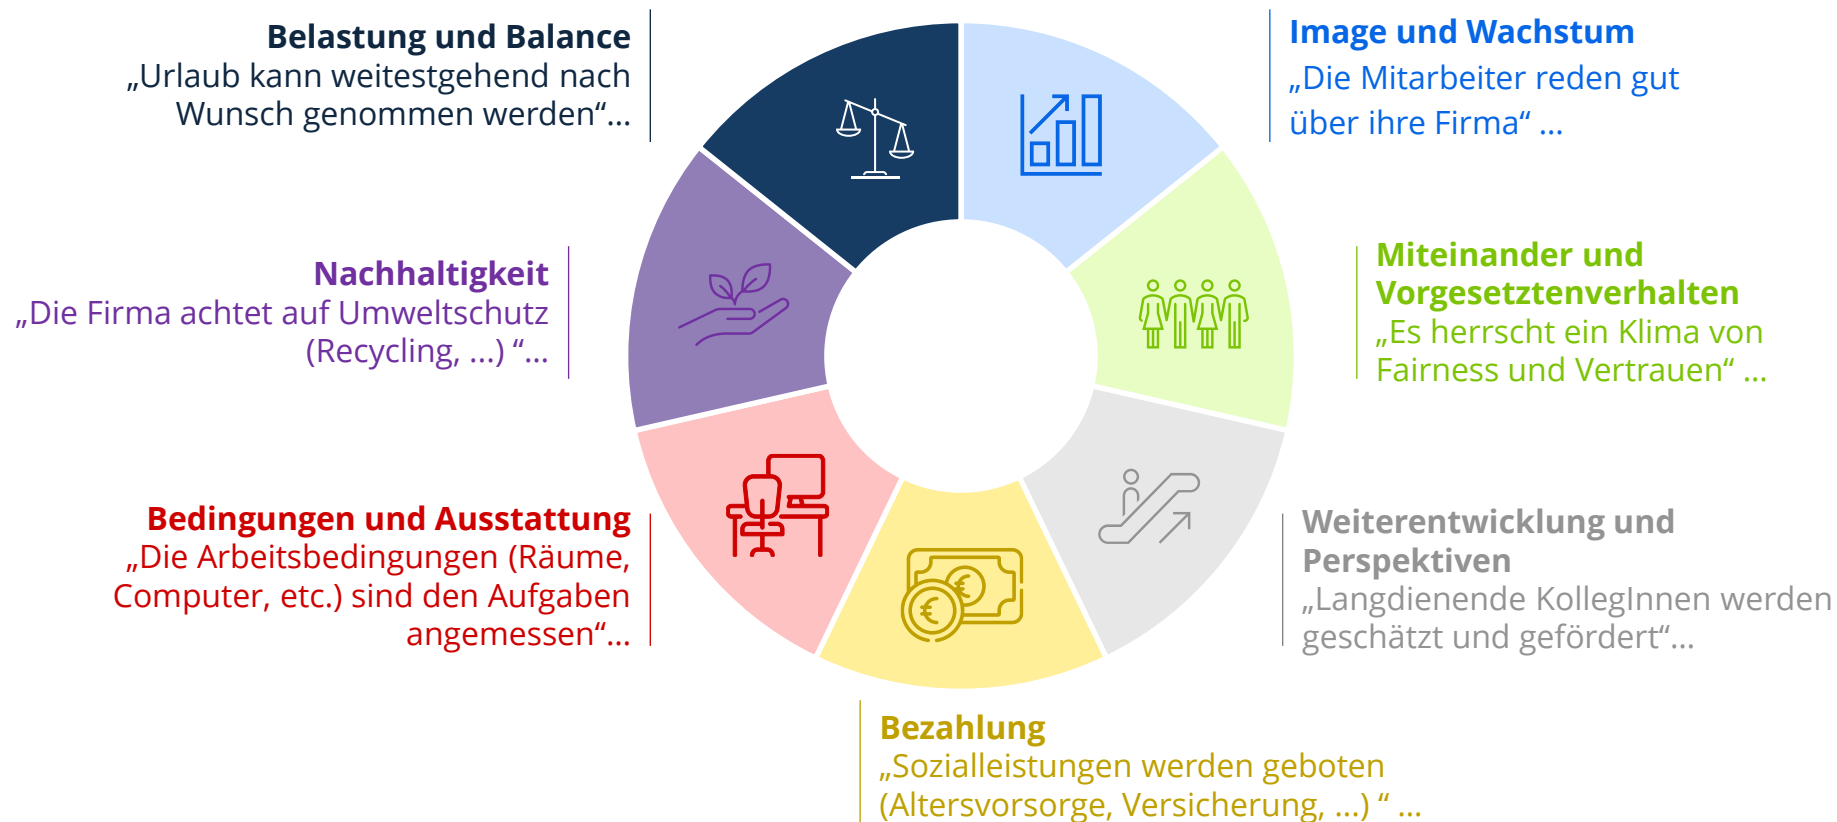 Belastung und Balance
„Urlaub kann weitestgehend nach
Wunsch genommen werden“...
Image und Wachstum
„Die Mitarbeiter reden gut
über ihre Firma“ ...
Nachhaltigkeit
„Die Firma achtet auf Umweltschutz
(Recycling, ...) “...
Miteinander und
Vorgesetztenverhalten
„Es herrscht ein Klima von
Fairness und Vertrauen“ ...
Bedingungen und Ausstattung
„Die Arbeitsbedingungen (Räume,
Computer, etc.) sind den Aufgaben
angemessen“...
Weiterentwicklung und
Perspektiven
„Langdienende KollegInnen werden
geschätzt und gefördert“...
Bezahlung
„Sozialleistungen werden geboten
(Altersvorsorge, Versicherung, ...) “ ...